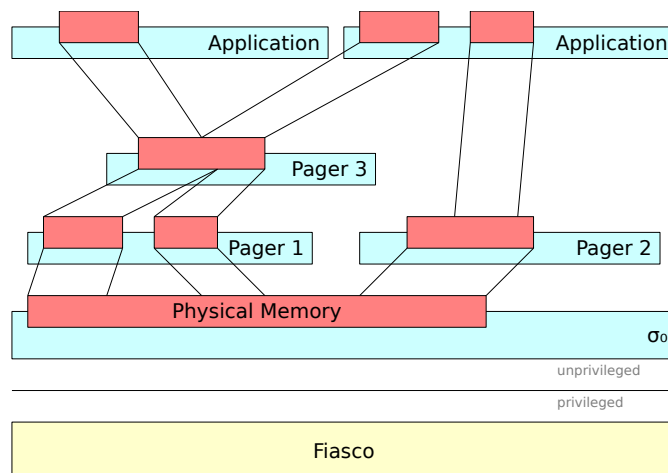 Application
Application
Pager 3
Pager 1
Pager 2
Physical Memory
σ₀
unprivileged
privileged
Fiasco